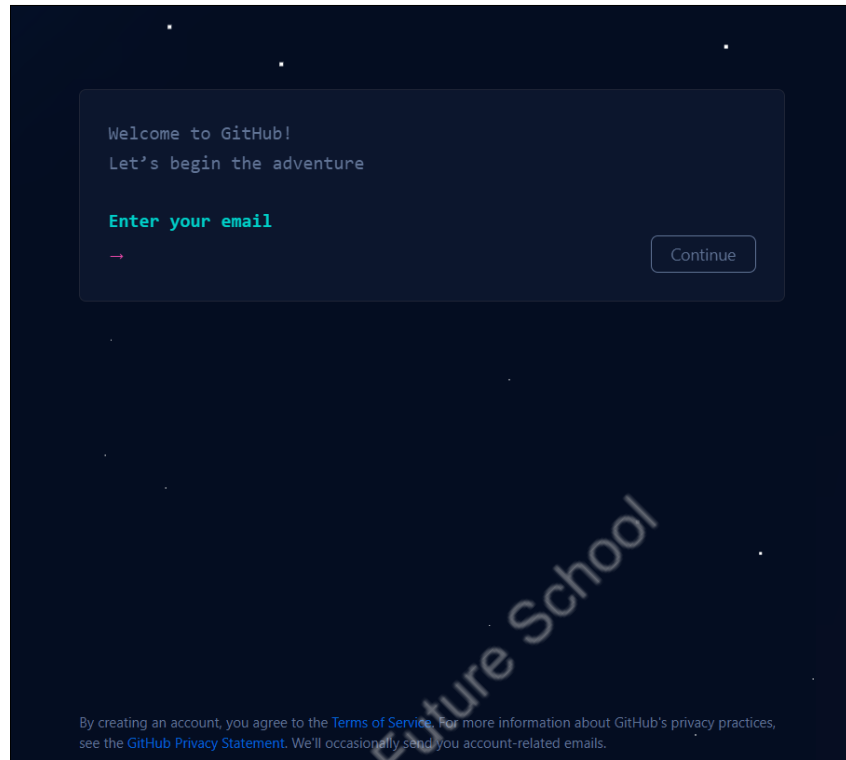 Welcome to GitHub!
Let’s begin the adventure
Enter your email
→
Continue
Future School
By creating an account, you agree to the Terms of Service. For more information about GitHub's privacy practices,
see the GitHub Privacy Statement. We'll occasionally send you account-related emails.